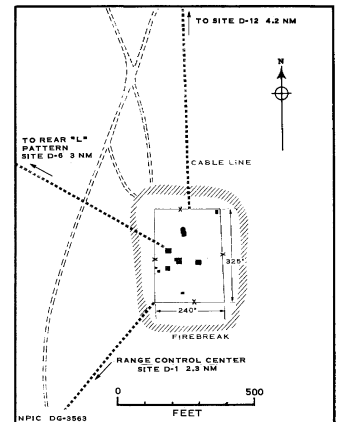 TO SITE D-12 4.2 NM
N
TO REAR "L"
PATTERN
SITE D-6 3 NM
CABLE LINE
325'
240'
FIREBREAK
RANGE CONTROL CENTER
SITE D-1 2.3 NM
0 500
FEET
NPIC DG-3563